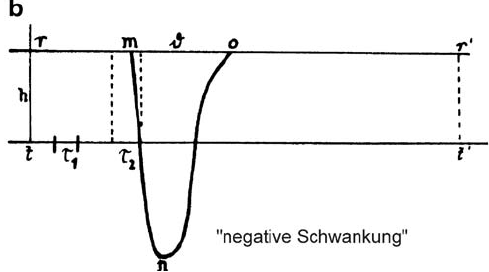 b
r m ϑ o r'
h
t τ₁ τ₂ t'
"negative Schwankung"
n